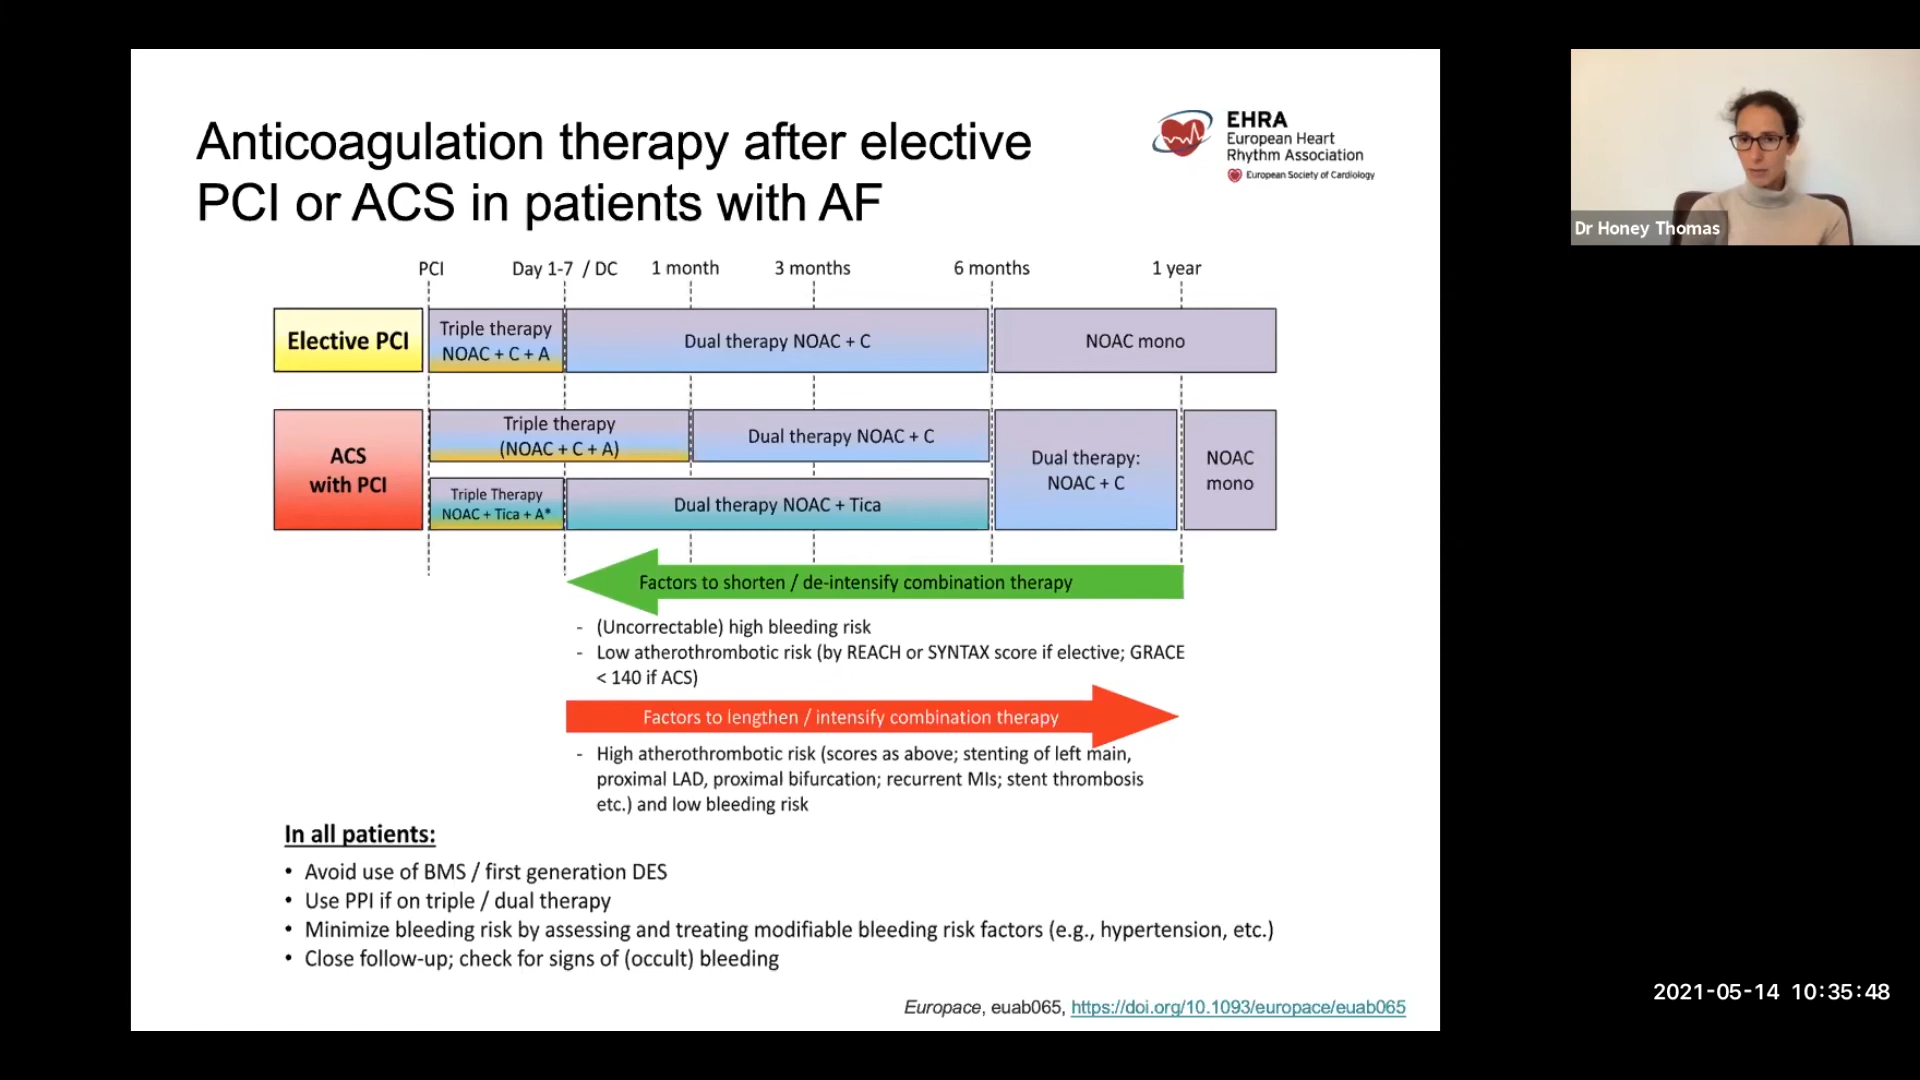 Anticoagulation therapy after elective
PCI or ACS in patients with AF
EHRA
European Heart
Rhythm Association
European Society of Cardiology
Dr Honey Thomas
PCI
Day 1-7 / DC
1 month
3 months
6 months
1 year
Elective PCI
Triple therapy
NOAC + C + A
Dual therapy NOAC + C
NOAC mono
ACS
with PCI
Triple therapy
(NOAC + C + A)
Dual therapy NOAC + C
Triple Therapy
NOAC + Tica + A*
Dual therapy NOAC + Tica
Dual therapy:
NOAC + C
NOAC
mono
Factors to shorten / de-intensify combination therapy
- (Uncorrectable) high bleeding risk
- Low atherothrombotic risk (by REACH or SYNTAX score if elective; GRACE
< 140 if ACS)
Factors to lengthen / intensify combination therapy
- High atherothrombotic risk (scores as above; stenting of left main,
proximal LAD, proximal bifurcation; recurrent MIs; stent thrombosis
etc.) and low bleeding risk
In all patients:
• Avoid use of BMS / first generation DES
• Use PPI if on triple / dual therapy
• Minimize bleeding risk by assessing and treating modifiable bleeding risk factors (e.g., hypertension, etc.)
• Close follow-up; check for signs of (occult) bleeding
Europace, euab065, https://doi.org/10.1093/europace/euab065
2021-05-14 10:35:48